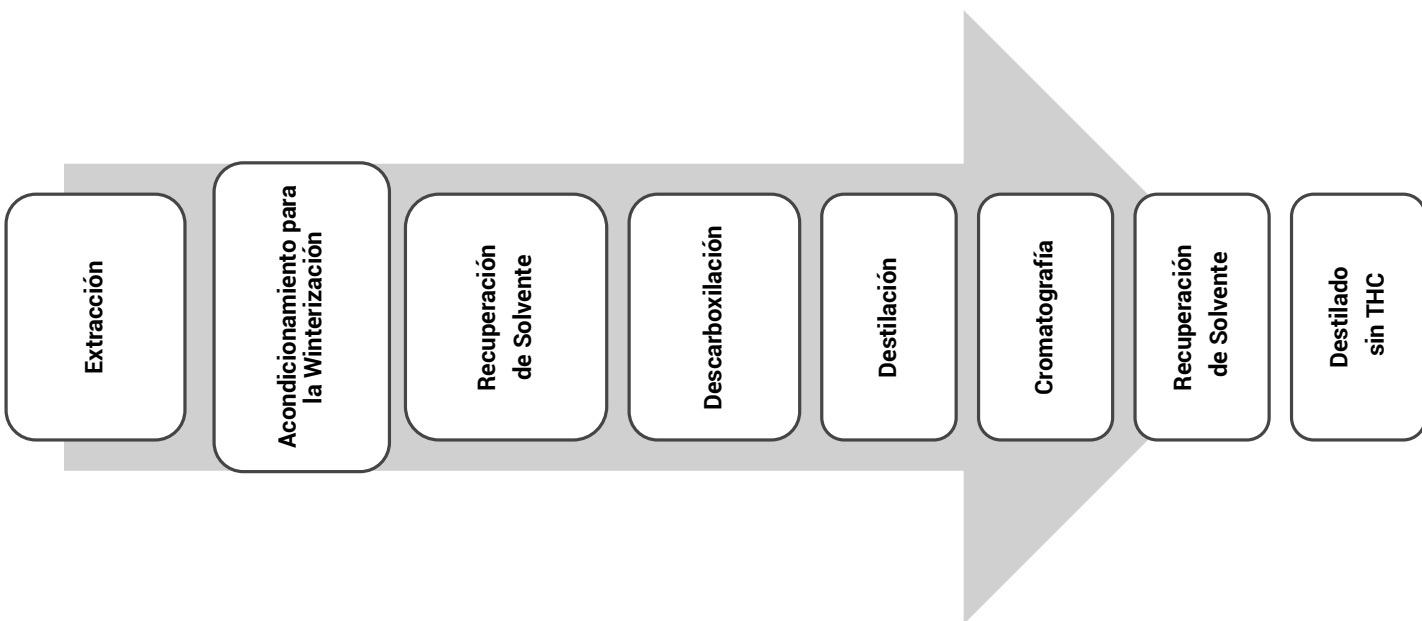 Extracción
Acondicionamiento para
la Winterización
Recuperación
de Solvente
Descarboxilación
Destilación
Cromatografía
Recuperación
de Solvente
Destilado
sin THC